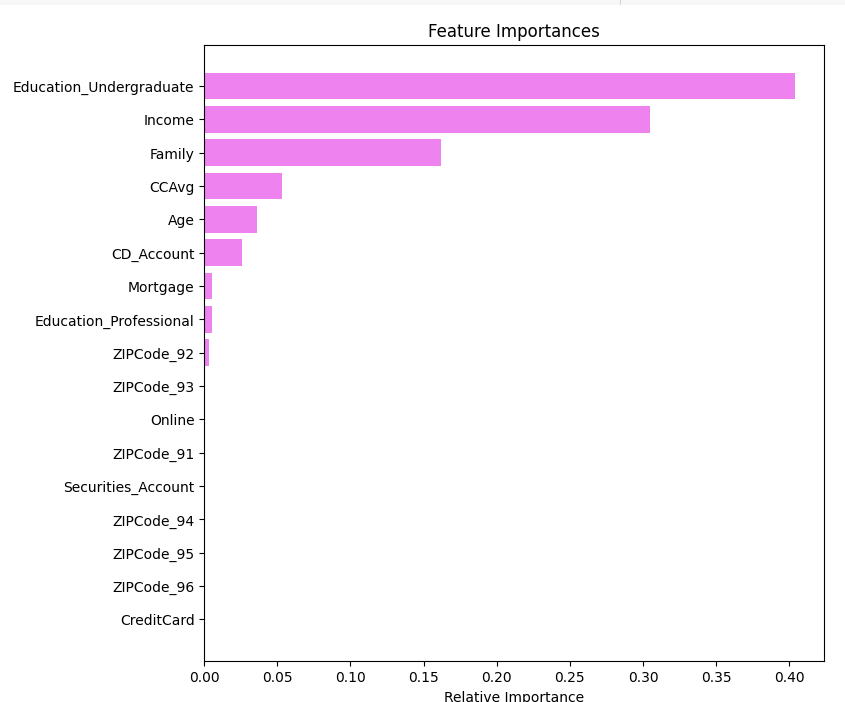 Feature Importances
Education_Undergraduate
Income
Family
CCAvg
Age
CD_Account
Mortgage
Education_Professional
ZIPCode_92
ZIPCode_93
Online
ZIPCode_91
Securities_Account
ZIPCode_94
ZIPCode_95
ZIPCode_96
CreditCard
0.00 0.05 0.10 0.15 0.20 0.25 0.30 0.35 0.40
Relative Importance